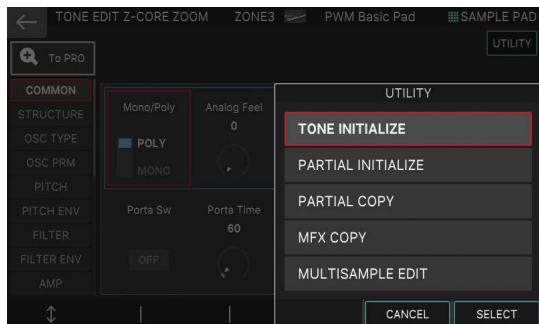 TONE EDIT Z-CORE ZOOM ZONE3 PWM Basic Pad SAMPLE PAD
To PRO
UTILITY
COMMON
STRUCTURE
OSC TYPE
OSC PRM
PITCH
PITCH ENV
FILTER
FILTER ENV
AMP
Mono/Poly
POLY
MONO
Analog Feel
0
Porta Sw
OFF
Porta Time
60
UTILITY
TONE INITIALIZE
PARTIAL INITIALIZE
PARTIAL COPY
MFX COPY
MULTISAMPLE EDIT
CANCEL SELECT